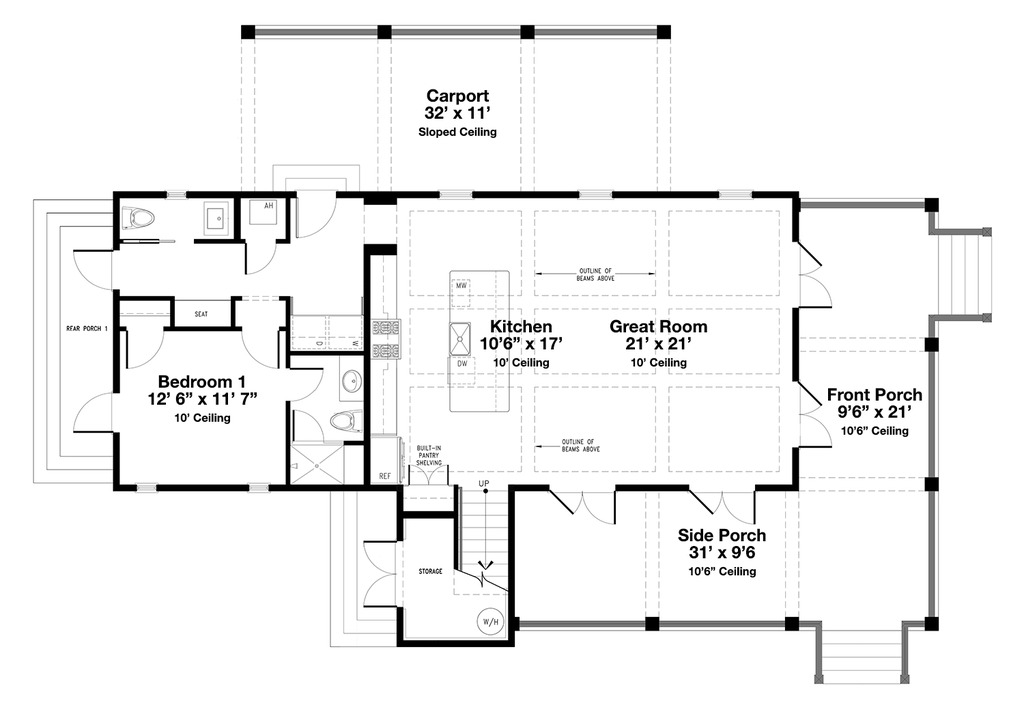 Carport
32’ x 11’
Sloped Ceiling
AH
REAR PORCH 1
SEAT
D
W
MW
DW
OUTLINE OF
BEAMS ABOVE
Kitchen
10’6” x 17’
10’ Ceiling
Great Room
21’ x 21’
10’ Ceiling
Bedroom 1
12’ 6” x 11’ 7”
10’ Ceiling
Front Porch
9’6” x 21’
10’6” Ceiling
OUTLINE OF
BEAMS ABOVE
BUILT-IN
PANTRY
SHELVING
REF
UP
Side Porch
31’ x 9’6
10’6” Ceiling
STORAGE
W/H